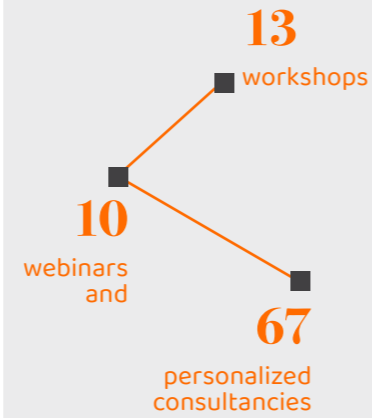 13
workshops
10
webinars
and
67
personalized
consultancies